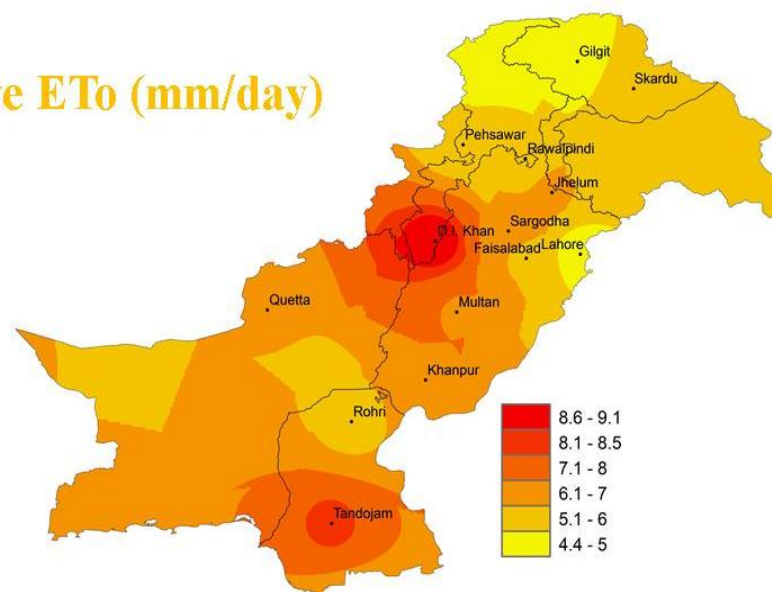 ve ETo (mm/day)
Gilgit
Skardu
Pehsawar
Rawalpindi
Jhelum
D.I. Khan
Sargodha
Faisalabad
Lahore
Quetta
Multan
Khanpur
Rohri
Tandojam
8.6 - 9.1
8.1 - 8.5
7.1 - 8
6.1 - 7
5.1 - 6
4.4 - 5